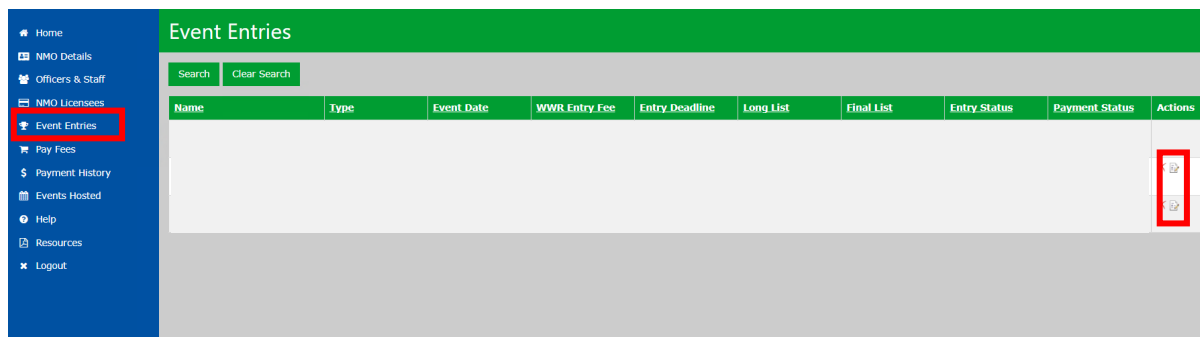 Home
NMO Details
Officers & Staff
NMO Licensees
Event Entries
Pay Fees
$ Payment History
Events Hosted
Help
Resources
Logout
Event Entries
Search Clear Search
Name Type Event Date WWR Entry Fee Entry Deadline Long List Final List Entry Status Payment Status Actions